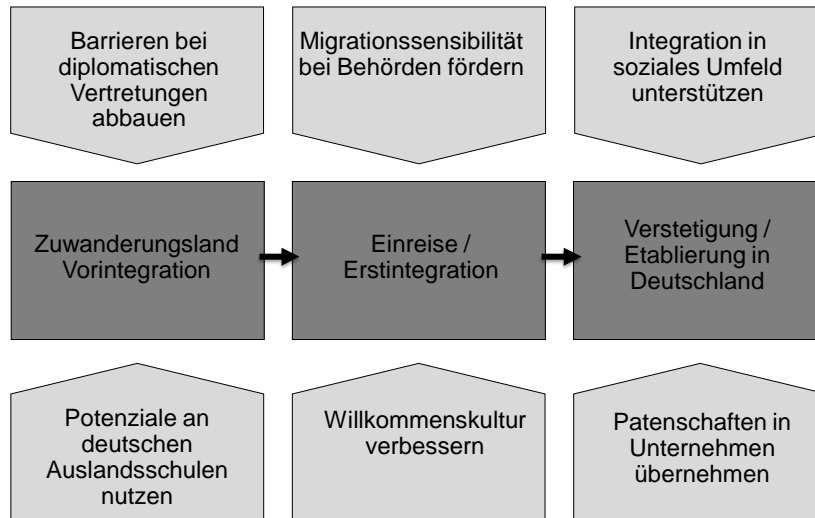 Barrieren bei
diplomatischen
Vertretungen
abbauen
Migrationssensibilität
bei Behörden fördern
Integration in
soziales Umfeld
unterstützen
Zuwanderungsland
Vorintegration
Einreise /
Erstintegration
Verstetigung /
Etablierung in
Deutschland
Potenziale an
deutschen
Auslandsschulen
nutzen
Willkommenskultur
verbessern
Patenschaften in
Unternehmen
übernehmen